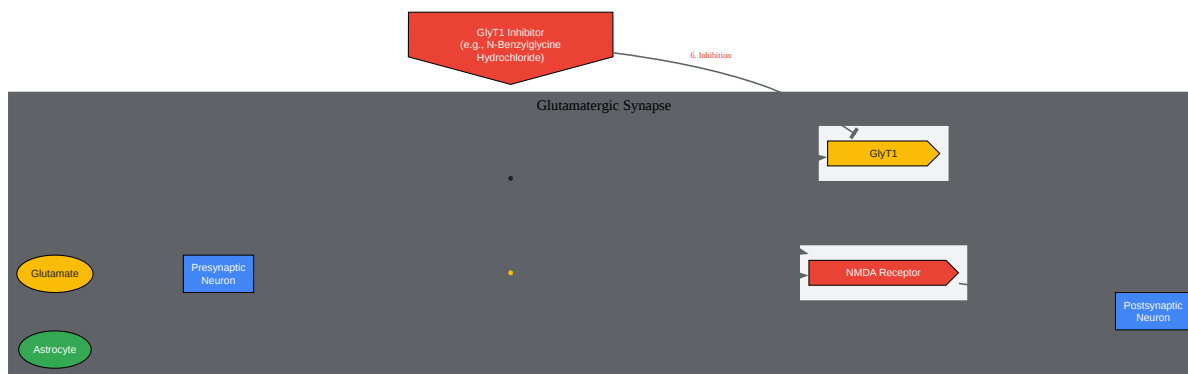 GlyT1 Inhibitor
(e.g., N-Benzylglycine
Hydrochloride)
6. Inhibition
Glutamatergic Synapse
GlyT1
Glutamate
Presynaptic
Neuron
NMDA Receptor
Postsynaptic
Neuron
Astrocyte